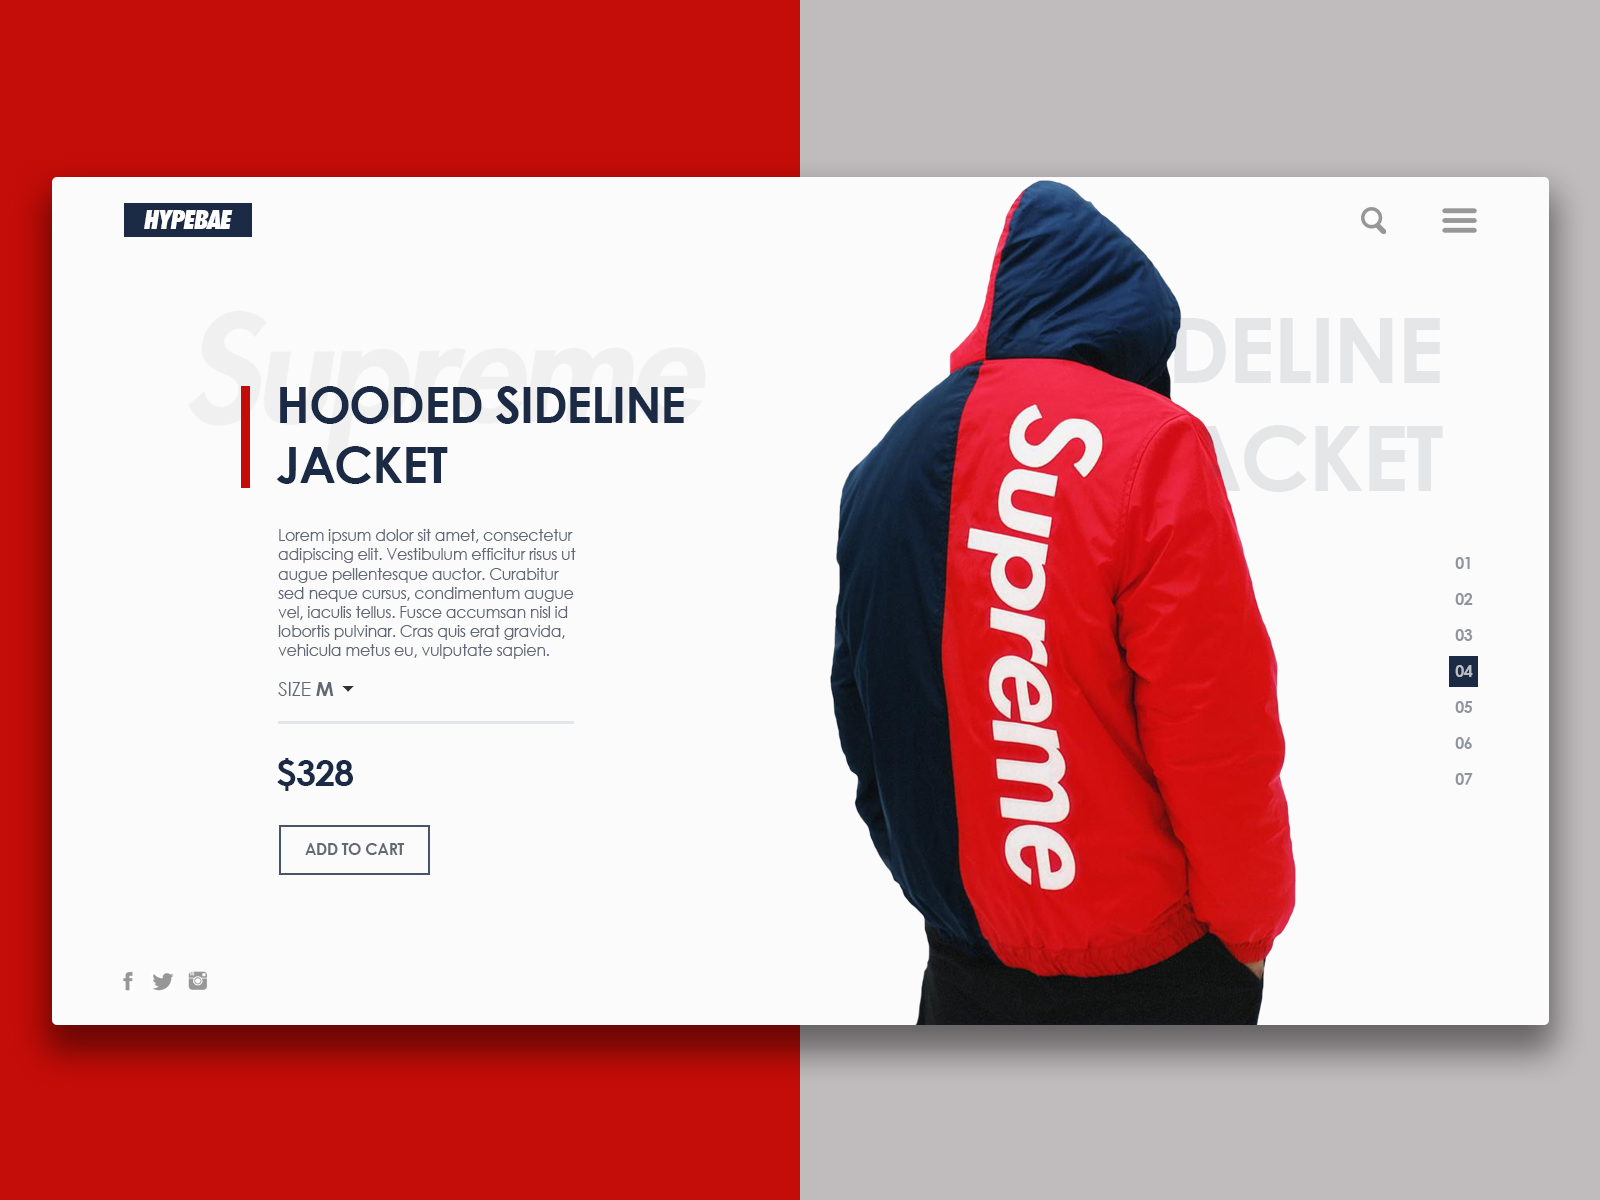 HYPEBAE
Supreme
HOODED SIDELINE
JACKET
Lorem ipsum dolor sit amet, consectetur
adipiscing elit. Vestibulum efficitur risus ut
augue pellentesque auctor. Curabitur
sed neque cursus, condimentum augue
vel, iaculis tellus. Fusce accumsan nisl id
lobortis pulvinar. Cras quis erat gravida,
vehicula metus eu, vulputate sapien.
SIZE M
$328
ADD TO CART
Supreme
DELINE
ACKET
01
02
03
04
05
06
07